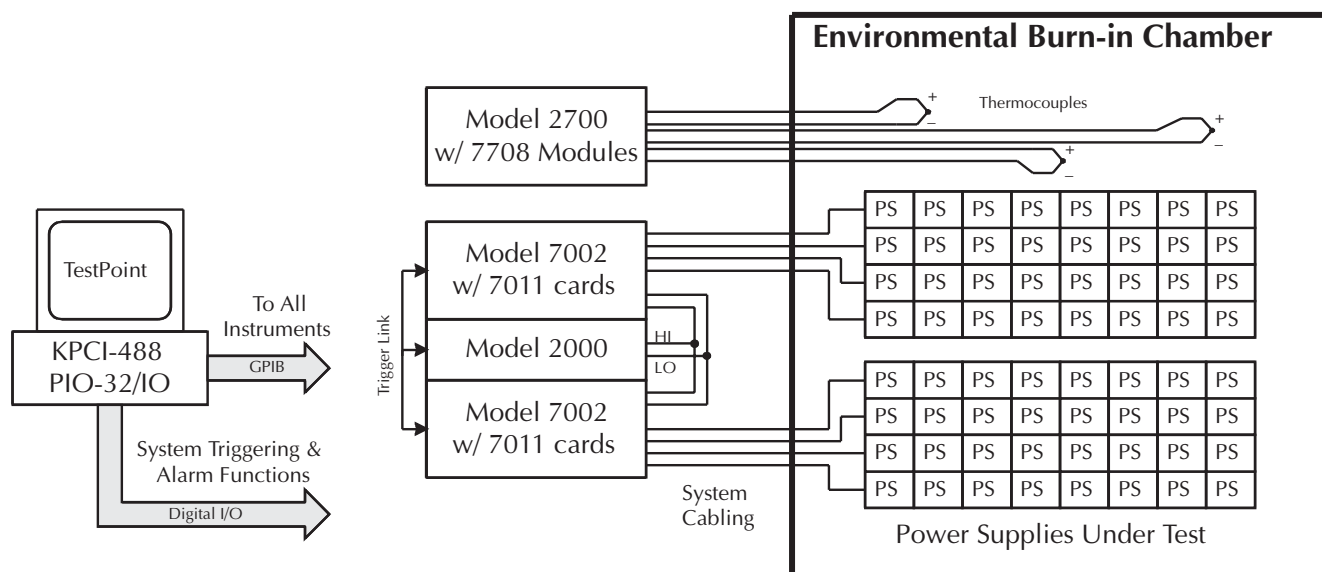 Environmental Burn-in Chamber
Model 2700
w/ 7708 Modules
+
–
Thermocouples
+
–
+
–
TestPoint
KPCI-488
PIO-32/IO
To All
Instruments
GPIB
System Triggering &
Alarm Functions
Digital I/O
Trigger Link
Model 7002
w/ 7011 cards
Model 2000
HI
LO
Model 7002
w/ 7011 cards
System
Cabling
PS PS PS PS PS PS PS PS
PS PS PS PS PS PS PS PS
PS PS PS PS PS PS PS PS
PS PS PS PS PS PS PS PS
PS PS PS PS PS PS PS PS
PS PS PS PS PS PS PS PS
PS PS PS PS PS PS PS PS
PS PS PS PS PS PS PS PS
Power Supplies Under Test